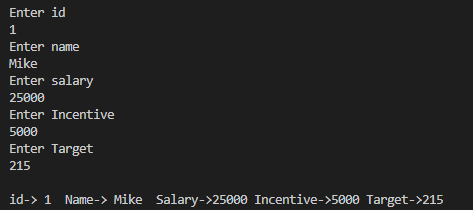 Enter id
1
Enter name
Mike
Enter salary
25000
Enter Incentive
5000
Enter Target
215
id-> 1  Name-> Mike  Salary->25000 Incentive->5000 Target->215